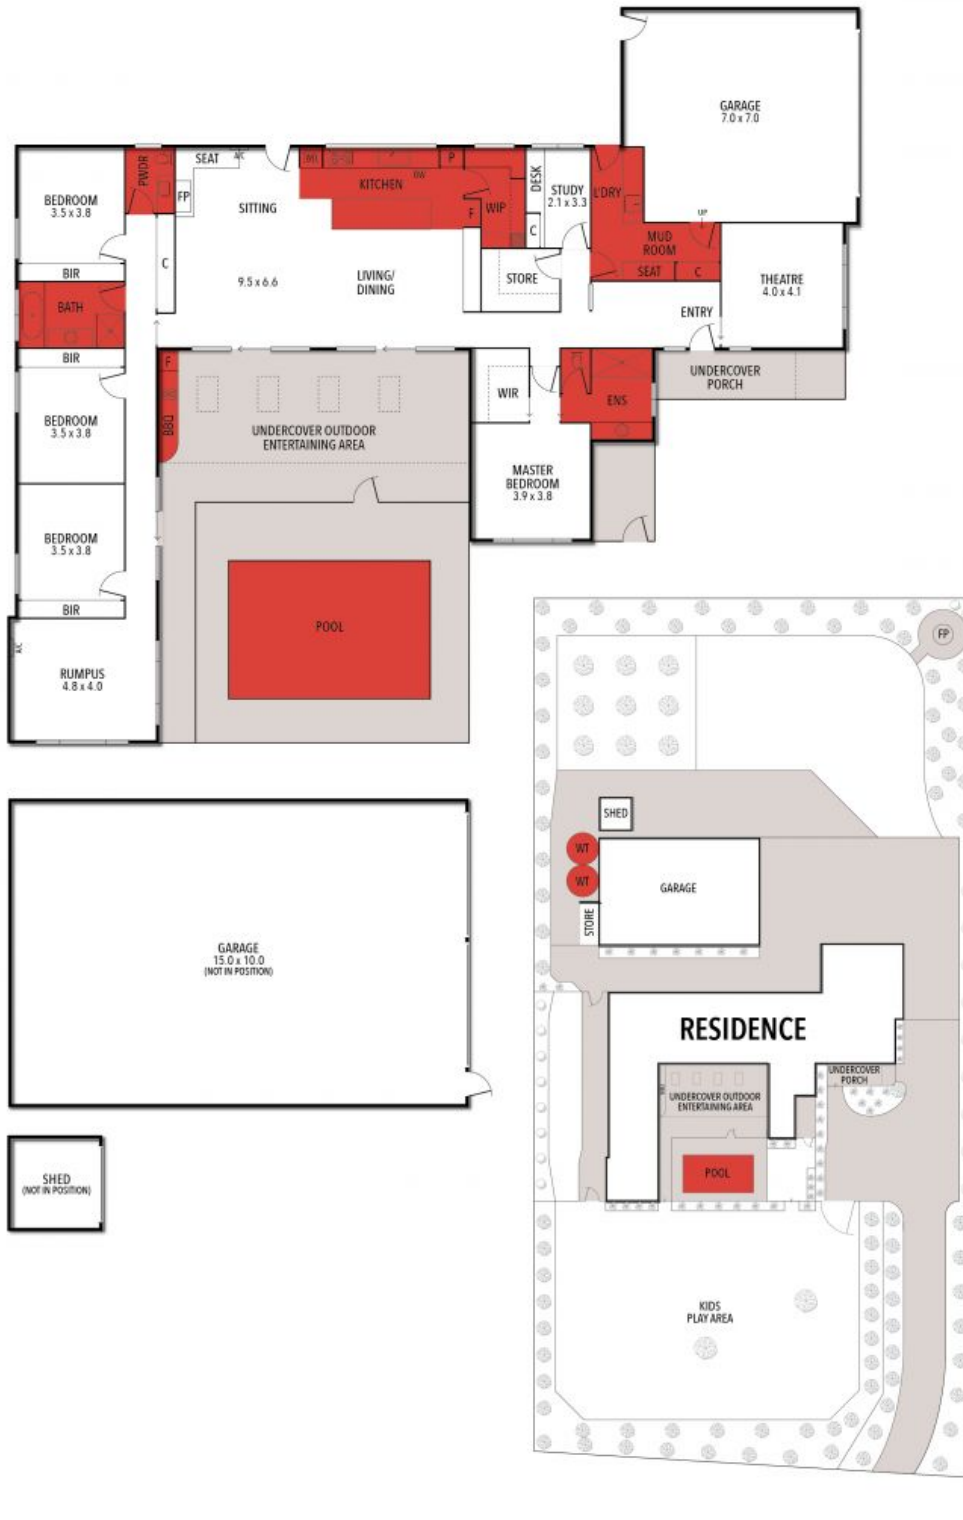 GARAGE
7.0 x 7.0
BEDROOM
3.5 x 3.8
BIR
PWDR
SEAT
A/C
FP
SITTING
C
9.5 x 6.6
LIVING/
DINING
KITCHEN
DW
P
F
WIP
DESK
C
STUDY
2.1 x 3.3
STORE
L'DRY
MUD
ROOM
UP
SEAT
C
ENTRY
THEATRE
4.0 x 4.1
BATH
BIR
BEDROOM
3.5 x 3.8
F
BBQ
UNDERCOVER OUTDOOR
ENTERTAINING AREA
WIR
ENS
UNDERCOVER
PORCH
MASTER
BEDROOM
3.9 x 3.8
BEDROOM
3.5 x 3.8
BIR
A/C
RUMPUS
4.8 x 4.0
POOL
GARAGE
15.0 x 10.0
(NOT IN POSITION)
SHED
(NOT IN POSITION)
FP
SHED
WT
WT
STORE
GARAGE
RESIDENCE
UNDERCOVER
PORCH
UNDERCOVER OUTDOOR
ENTERTAINING AREA
POOL
KIDS
PLAY AREA